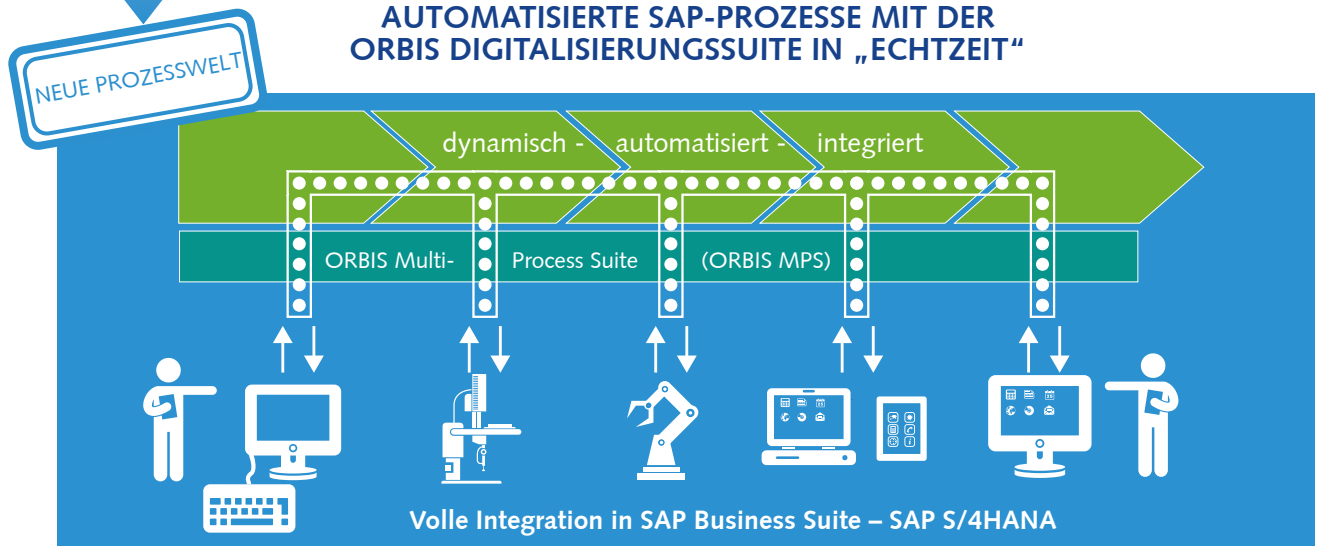 AUTOMATISIERTE SAP-PROZESSE MIT DER
ORBIS DIGITALISIERUNGSSUITE IN „ECHTZEIT“
NEUE PROZESSWELT
dynamisch - automatisiert - integriert
ORBIS Multi- Process Suite (ORBIS MPS)
Volle Integration in SAP Business Suite – SAP S/4HANA